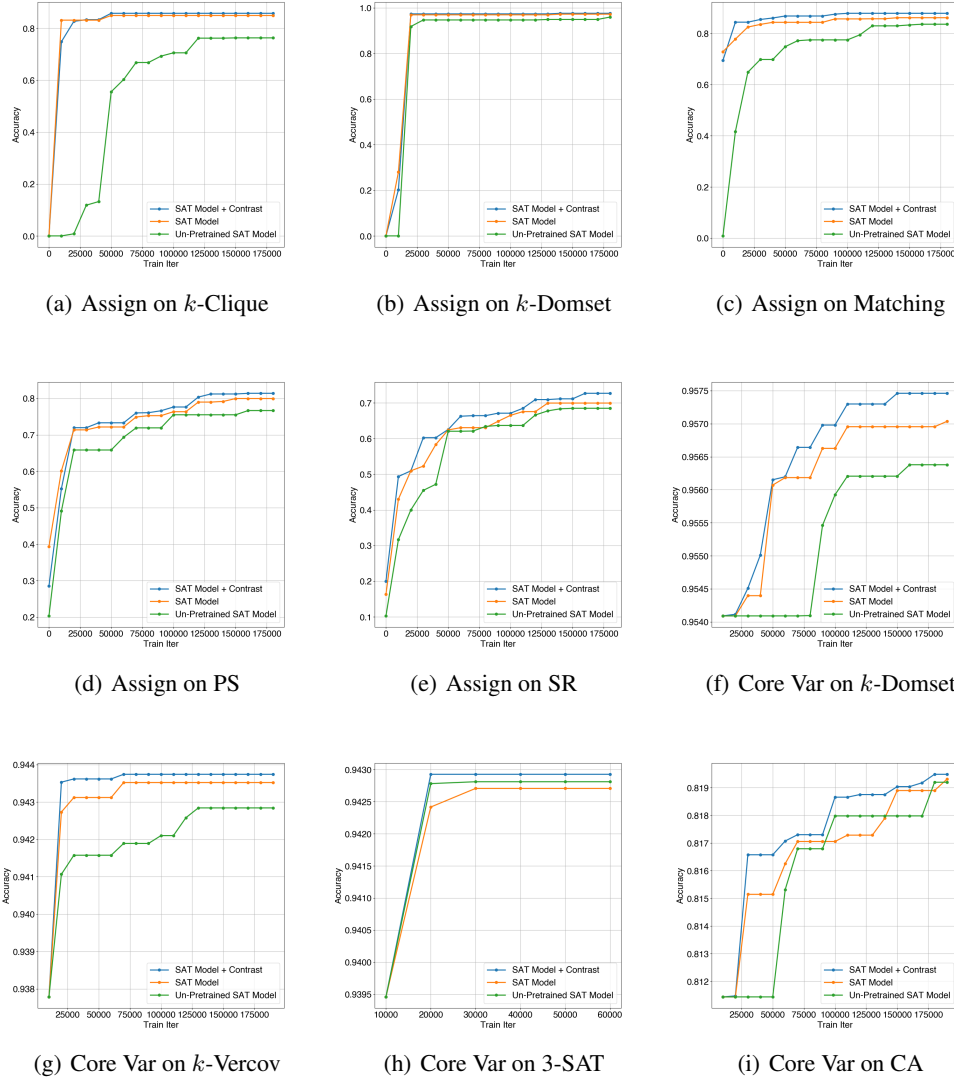 0.8
0.6
0.4
0.2
0.0
Accuracy
SAT Model + Contrast
SAT Model
Un-Pretrained SAT Model
0 25000 50000 75000 100000 125000 150000 175000
Train Iter
(a) Assign on k-Clique
1.0
0.8
0.6
0.4
0.2
0.0
Accuracy
SAT Model + Contrast
SAT Model
Un-Pretrained SAT Model
0 25000 50000 75000 100000 125000 150000 175000
Train Iter
(b) Assign on k-Domset
0.8
0.6
0.4
0.2
0.0
Accuracy
SAT Model + Contrast
SAT Model
Un-Pretrained SAT Model
0 25000 50000 75000 100000 125000 150000 175000
Train Iter
(c) Assign on Matching
0.8
0.7
0.6
0.5
0.4
0.3
0.2
Accuracy
SAT Model + Contrast
SAT Model
Un-Pretrained SAT Model
0 25000 50000 75000 100000 125000 150000 175000
Train Iter
(d) Assign on PS
0.7
0.6
0.5
0.4
0.3
0.2
0.1
Accuracy
SAT Model + Contrast
SAT Model
Un-Pretrained SAT Model
0 25000 50000 75000 100000 125000 150000 175000
Train Iter
(e) Assign on SR
0.9575
0.9570
0.9565
0.9560
0.9555
0.9550
0.9545
0.9540
Accuracy
SAT Model + Contrast
SAT Model
Un-Pretrained SAT Model
25000 50000 75000 100000 125000 150000 175000
Train Iter
(f) Core Var on k-Domset
0.944
0.943
0.942
0.941
0.940
0.939
0.938
Accuracy
SAT Model + Contrast
SAT Model
Un-Pretrained SAT Model
25000 50000 75000 100000 125000 150000 175000
Train Iter
(g) Core Var on k-Vercov
0.9430
0.9425
0.9420
0.9415
0.9410
0.9405
0.9400
0.9395
Accuracy
SAT Model + Contrast
SAT Model
Un-Pretrained SAT Model
10000 20000 30000 40000 50000 60000
Train Iter
(h) Core Var on 3-SAT
0.819
0.818
0.817
0.816
0.815
0.814
0.813
0.812
Accuracy
SAT Model + Contrast
SAT Model
Un-Pretrained SAT Model
25000 50000 75000 100000 125000 150000 175000
Train Iter
(i) Core Var on CA